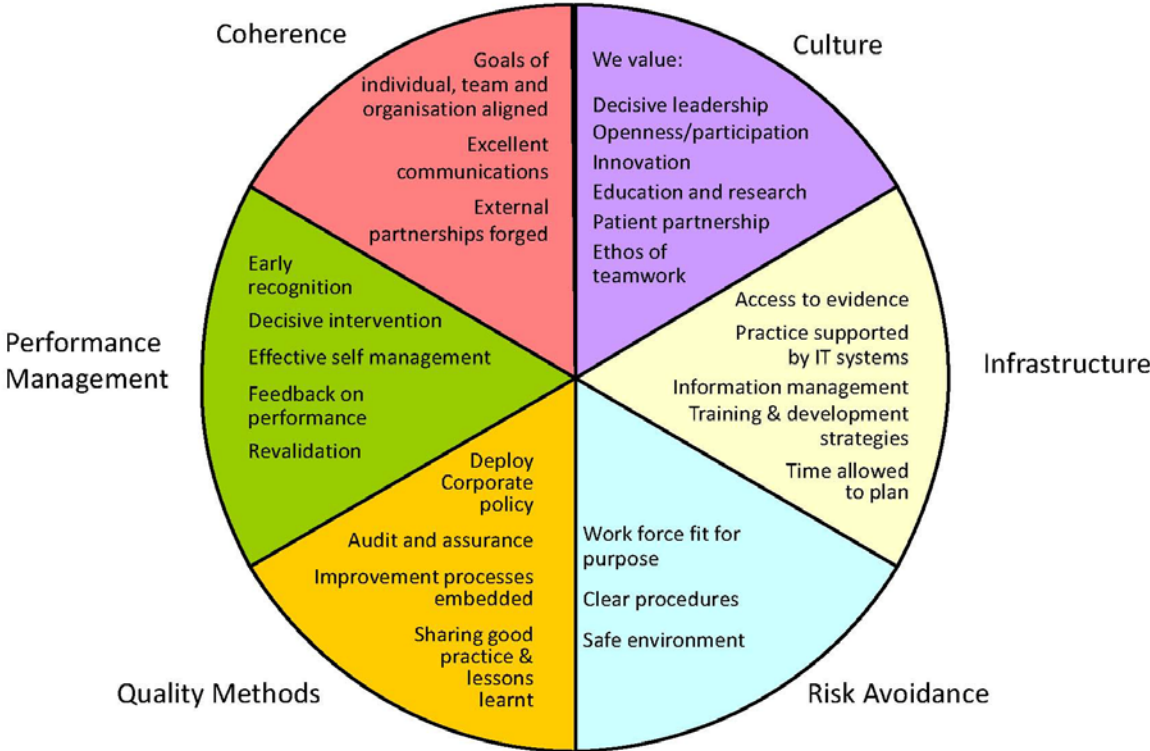 Coherence
Goals of
individual, team and
organisation aligned
Excellent
communications
External
partnerships forged
Culture
We value:
Decisive leadership
Openness/participation
Innovation
Education and research
Patient partnership
Ethos of
teamwork
Infrastructure
Access to evidence
Practice supported
by IT systems
Information management
Training & development
strategies
Time allowed
to plan
Risk Avoidance
Work force fit for
purpose
Clear procedures
Safe environment
Quality Methods
Deploy
Corporate
policy
Audit and assurance
Improvement processes
embedded
Sharing good
practice &
lessons
learnt
Performance
Management
Early
recognition
Decisive intervention
Effective self management
Feedback on
performance
Revalidation